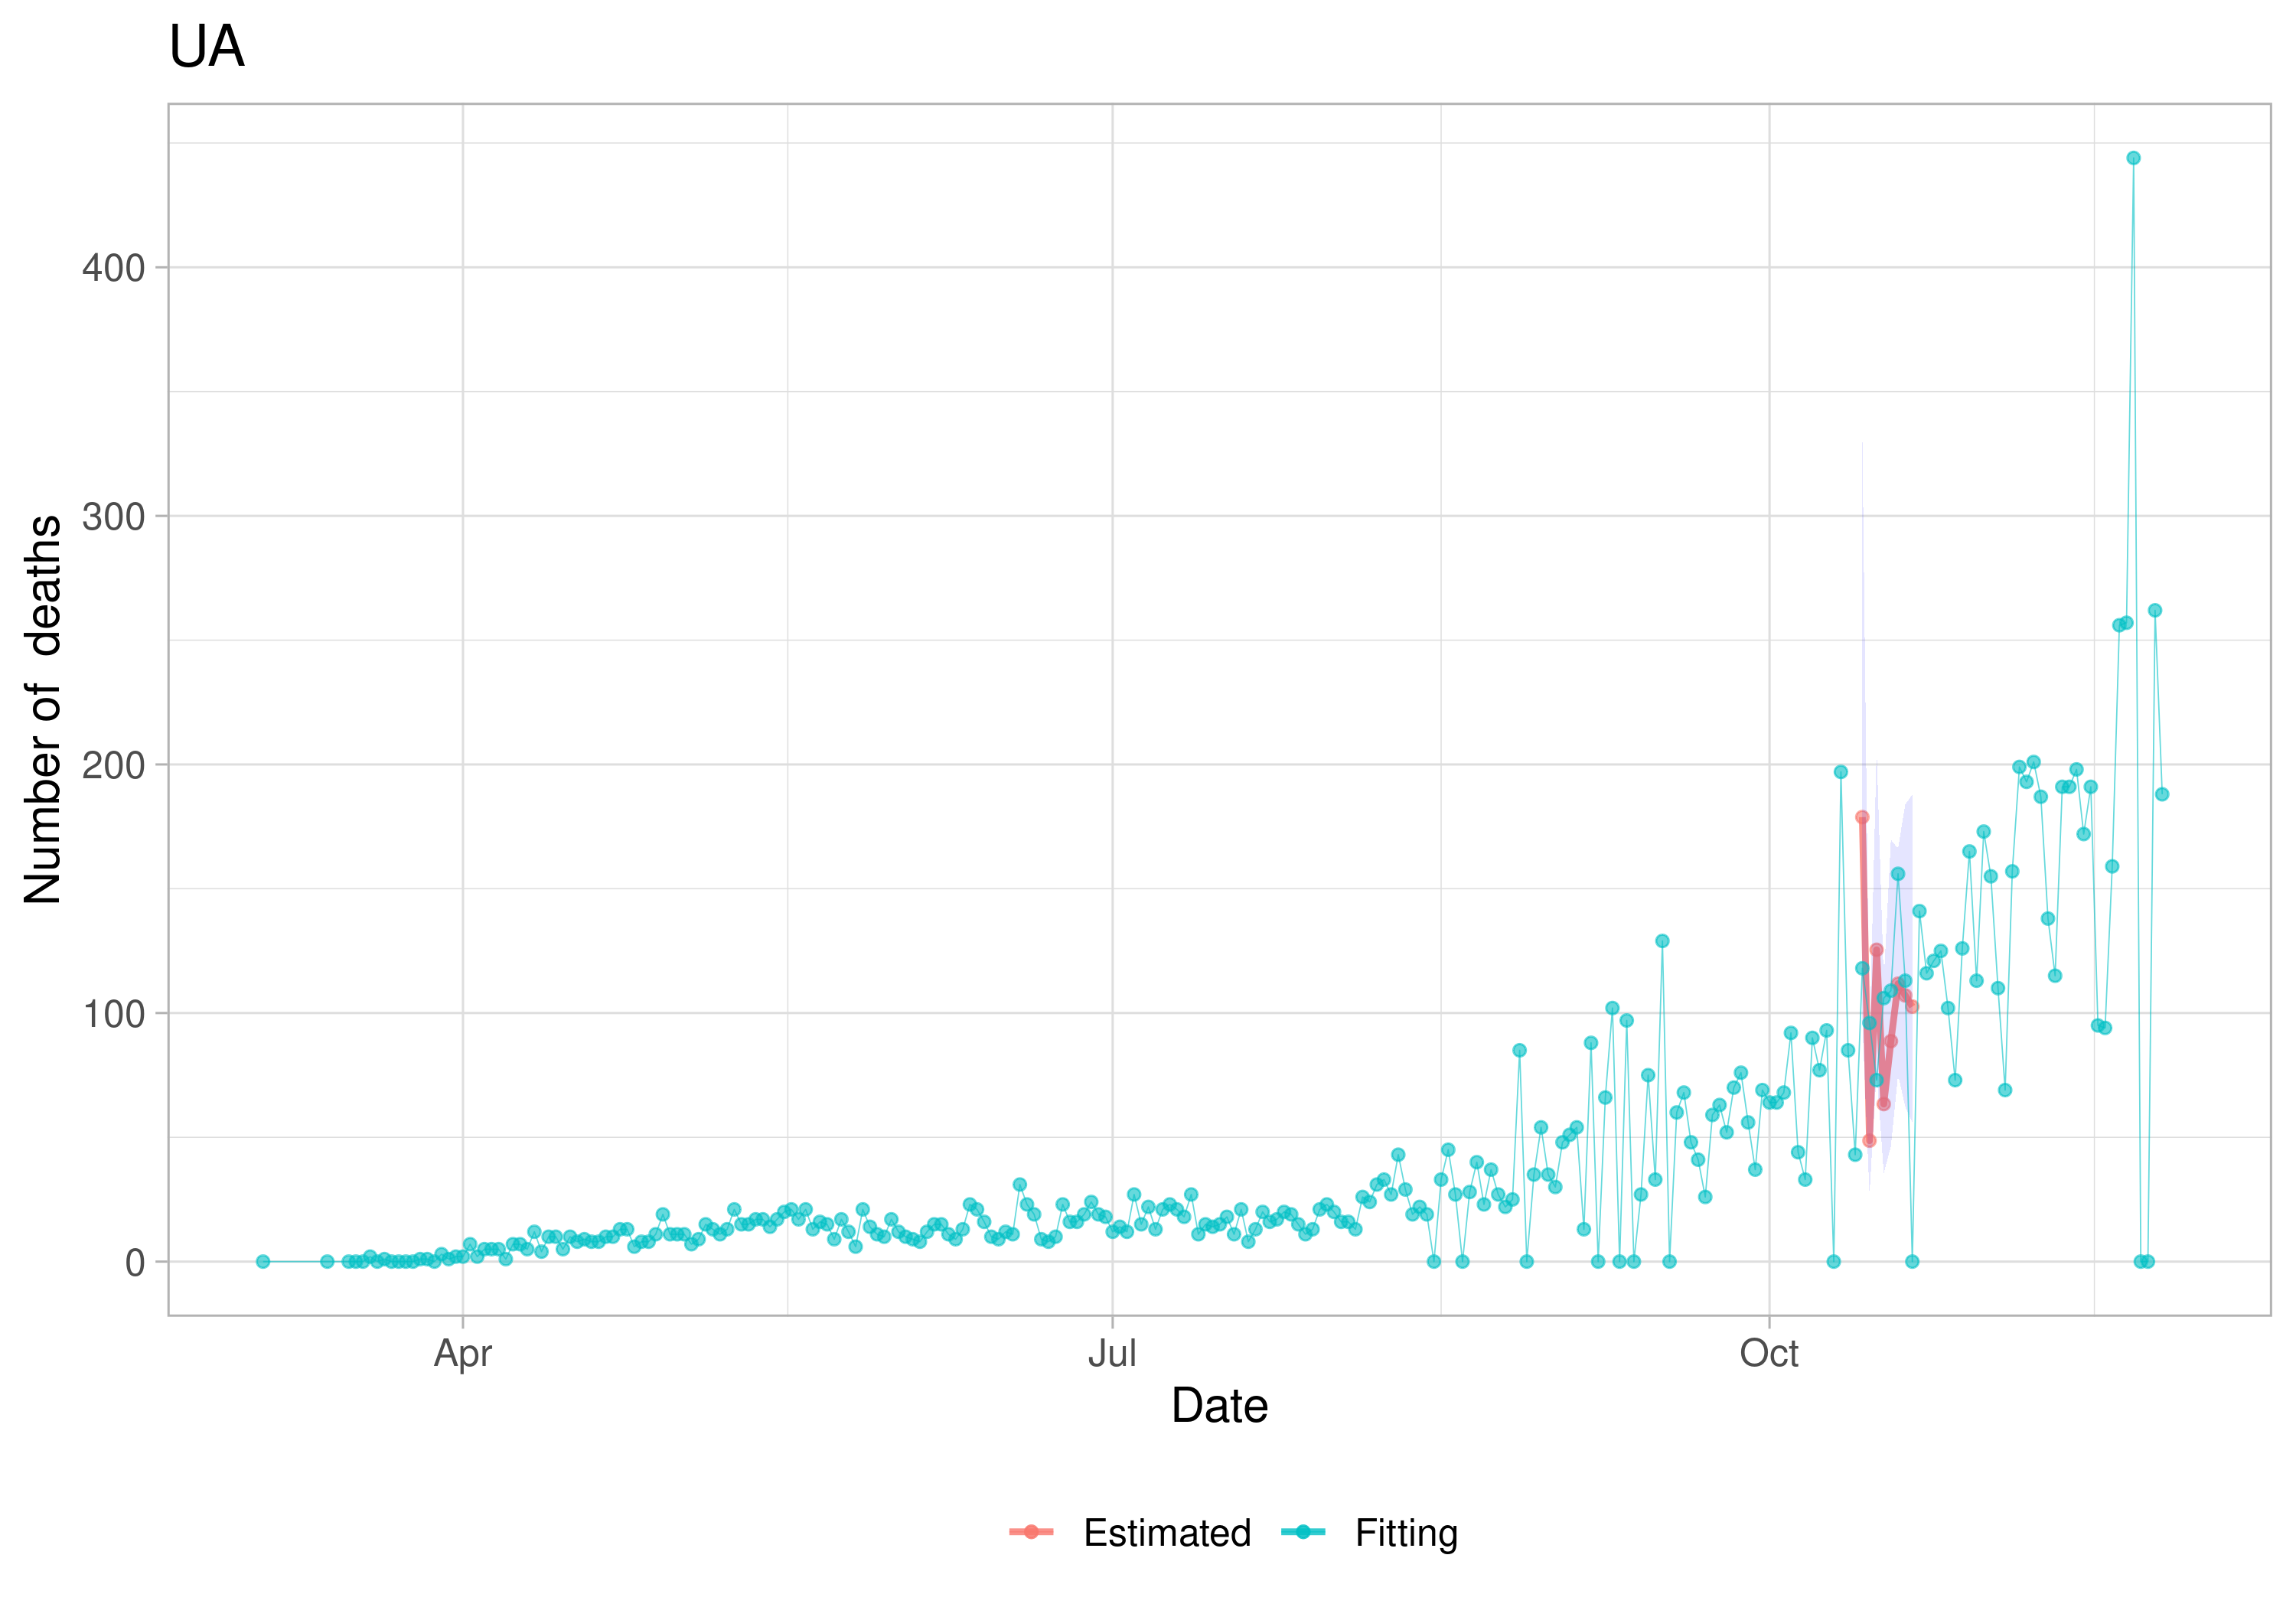 UA
Number of  deaths
400
300
200
100
0
Apr
Jul
Oct
Date
Estimated
Fitting